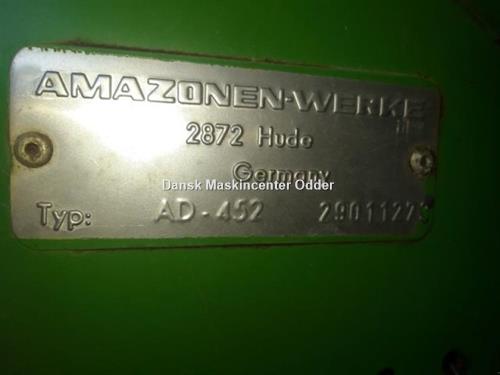 AMAZONEN-WERKE
2872 Hude
Germany
Dansk Maskincenter Odder
Typ: AD-452